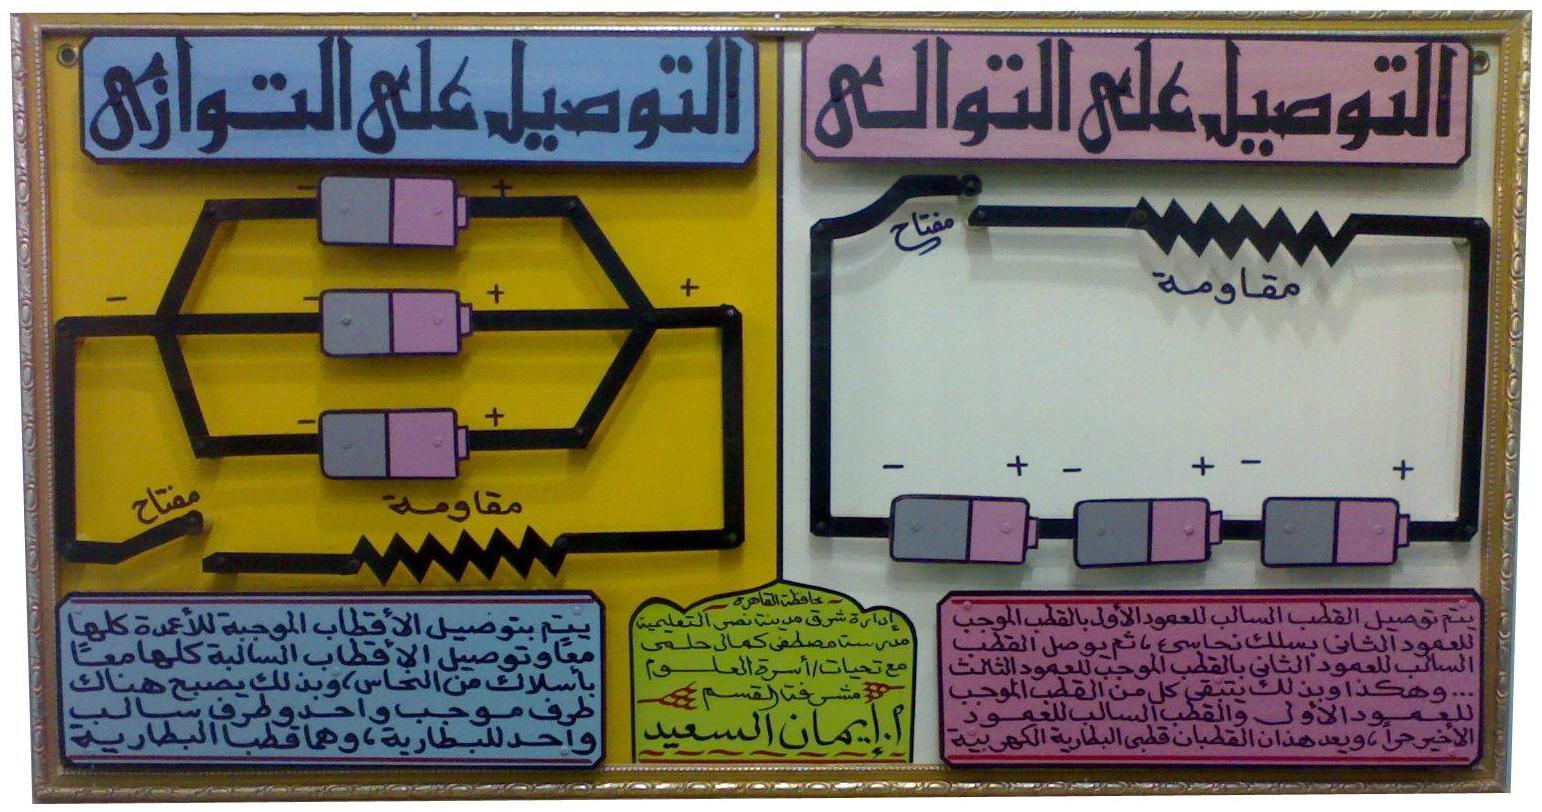 التوصيل على التوالى
مفتاح
مقاومة
- + - + - +
يتم توصيل القطب السالب للعمود الأول بالقطب الموجب
للعمود الثانى بسلك نحاسى ، ثم يوصل القطب
السالب للعمود الثانى بالقطب الموجب للعمود الثالث
... وهكذا وبذلك يتبقى كل من القطب الموجب
للعمود الأول والقطب السالب للعمود
الأخير حراً ، ويعد هذان القطبان قطبى البطارية الكهربية
التوصيل على التوازى
- +
- +
- - + +
- +
مفتاح
مقاومة
يتم بتوصيل الأقطاب الموجبة للأعمدة كلها
معًا وتوصيل الأقطاب السالبة كلها معًا
بأسلاك من النحاس ، وبذلك يصبح هناك
طرف موجب واحد وطرف سالب
واحد للبطارية ، وهما قطبا البطارية
محافظة القاهرة
إدارة شرق مدينة نصر التعليمية
مدرسة مصطفى كمال حلمى
مع تحيات / أسرة العلوم
مشرفة القسم
أ. إيمان السعيد